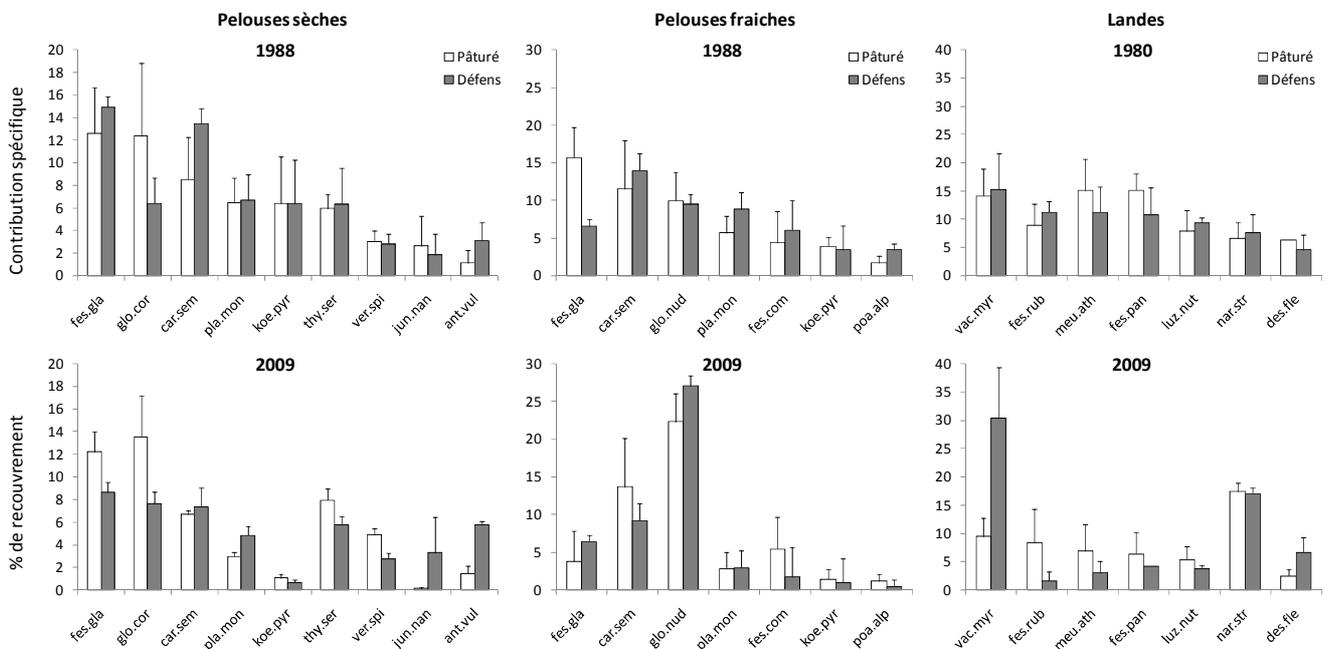 Pelouses sèches
Pelouses fraiches
Landes
1988
1988
1980
Pâturé
Défens
Pâturé
Défens
Pâturé
Défens
Contribution spécifique
20
18
16
14
12
10
8
6
4
2
0
fes.gla
glo.cor
car.sem
pla.mon
koe.pyr
thy.ser
ver.spi
jun.nan
ant.vul
30
25
20
15
10
5
0
fes.gla
car.sem
glo.nud
pla.mon
fes.com
koe.pyr
poa.alp
40
35
30
25
20
15
10
5
0
vac.myr
fes.rub
meu.ath
fes.pan
luz.nut
nar.str
des.fle
2009
2009
2009
% de recouvrement
20
18
16
14
12
10
8
6
4
2
0
fes.gla
glo.cor
car.sem
pla.mon
koe.pyr
thy.ser
ver.spi
jun.nan
ant.vul
30
25
20
15
10
5
0
fes.gla
car.sem
glo.nud
pla.mon
fes.com
koe.pyr
poa.alp
40
35
30
25
20
15
10
5
0
vac.myr
fes.rub
meu.ath
fes.pan
luz.nut
nar.str
des.fle